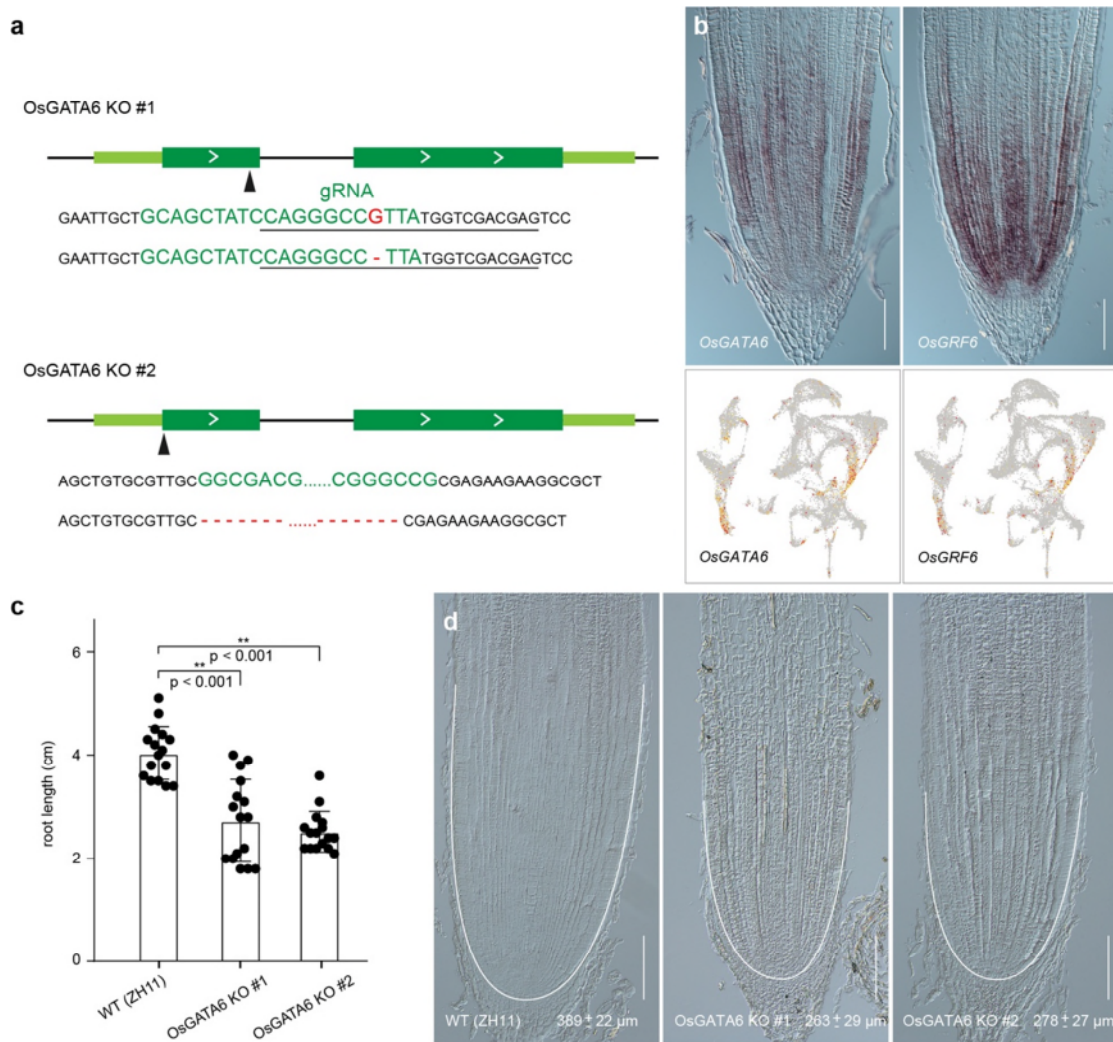 a
OsGATA6 KO #1
gRNA
GAATTGCTGCAGCTATCCAGGGCCGTTATGGTCGACGAGTCC
GAATTGCTGCAGCTATCCAGGGCC-TTATGGTCGACGAGTCC
OsGATA6 KO #2
AGCTGTGCGTTGCGGCGACG......CGGGCCGCGAGAAGAAGGCGCT
AGCTGTGCGTTGC--------......--------CGAGAAGAAGGCGCT
b
OsGATA6
OsGRF6
OsGATA6
OsGRF6
c
**
p < 0.001
**
p < 0.001
6
4
2
0
root length (cm)
WT (ZH11)
OsGATA6 KO #1
OsGATA6 KO #2
d
WT (ZH11) 389 ± 22 µm
OsGATA6 KO #1 263 ± 29 µm
OsGATA6 KO #2 278 ± 27 µm